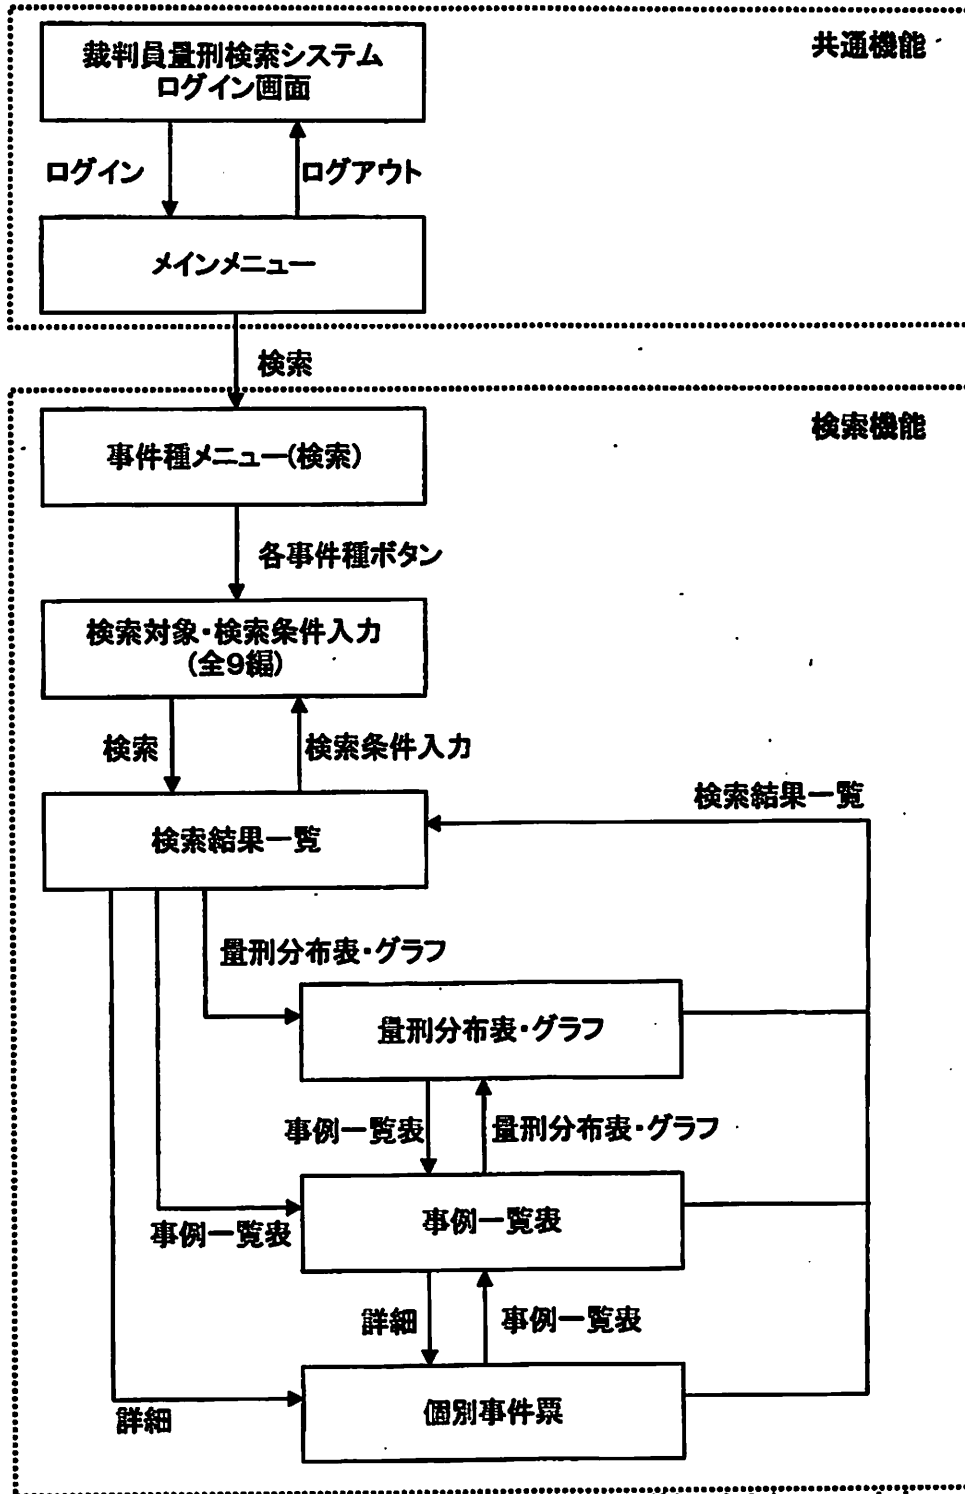 共通機能
裁判員量刑検索システム
ログイン画面
ログイン
ログアウト
メインメニュー
検索
検索機能
事件種メニュー(検索)
各事件種ボタン
検索対象・検索条件入力
(全9編)
検索
検索条件入力
検索結果一覧
検索結果一覧
量刑分布表・グラフ
量刑分布表・グラフ
事例一覧表
量刑分布表・グラフ
事例一覧表
事例一覧表
詳細
事例一覧表
個別事件票
詳細